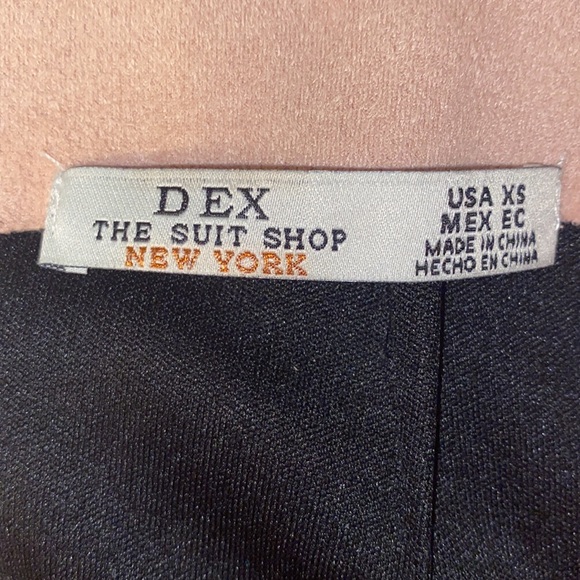 DEX
THE SUIT SHOP
NEW YORK
USA XS
MEX EC
MADE IN CHINA
HECHO EN CHINA